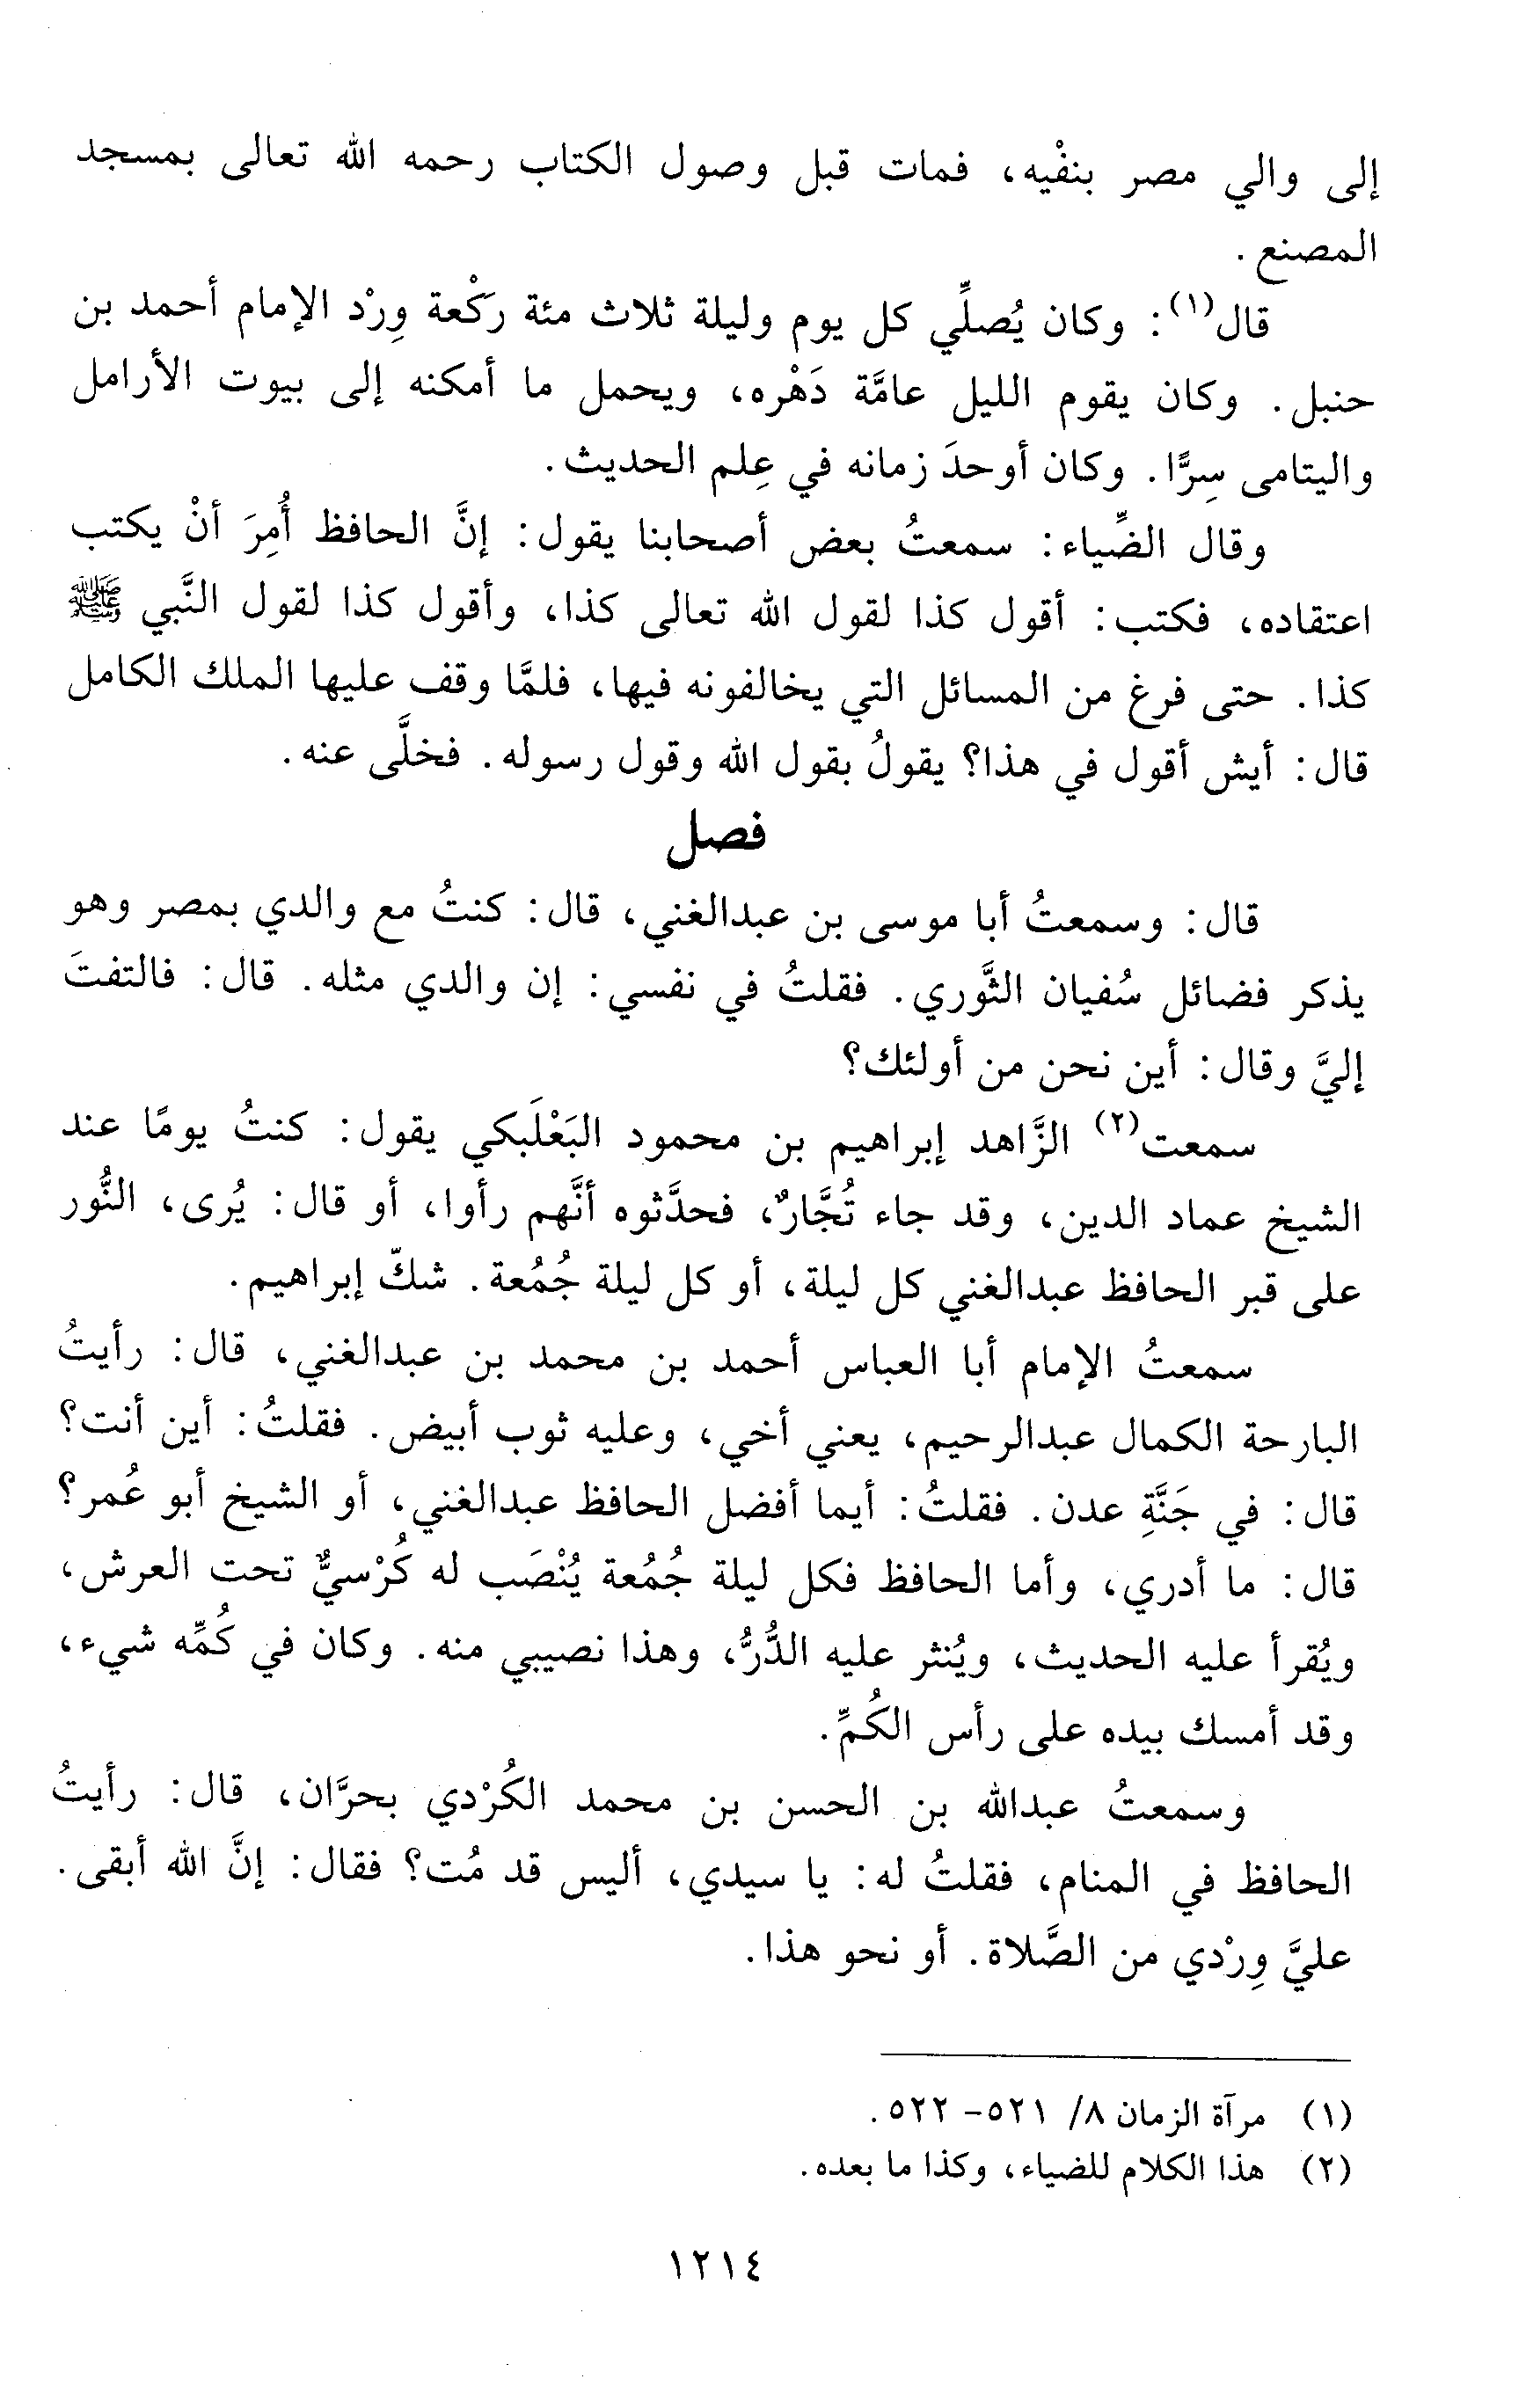 إلى والي مصر بنفْيه، فمات قبل وصول الكتاب رحمه الله تعالى بمسجد
المصنع.
قال(١): وكان يُصلِّي كل يوم وليلة ثلاث مئة ركْعة وِرْد الإمام أحمد بن
حنبل. وكان يقوم الليل عامَّة دَهْره، ويحمل ما أمكنه إلى بيوت الأرامل
واليتامى سِرًّا. وكان أوحدَ زمانه في عِلم الحديث.
وقال الضِّياء: سمعتُ بعض أصحابنا يقول: إنَّ الحافظ أُمِرَ أنْ يكتب
اعتقاده، فكتب: أقول كذا لقول الله تعالى كذا، وأقول كذا لقول النَّبي ﷺ
كذا. حتى فرغ من المسائل التي يخالفونه فيها، فلمَّا وقف عليها الملك الكامل
قال: أيش أقول في هذا؟ يقولُ بقول الله وقول رسوله. فخلَّى عنه.
فصل
قال: وسمعتُ أبا موسى بن عبدالغني، قال: كنتُ مع والدي بمصر وهو
يذكر فضائل سُفيان الثَّوري. فقلتُ في نفسي: إن والدي مثله. قال: فالتفتَ
إليَّ وقال: أين نحن من أولئك؟
سمعت(٢) الزَّاهد إبراهيم بن محمود البَعْلَبكي يقول: كنتُ يومًا عند
الشيخ عماد الدين، وقد جاء تُجَّارٌ، فحدَّثوه أنَّهم رأوا، أو قال: يُرى، النُّور
على قبر الحافظ عبدالغني كل ليلة، أو كل ليلة جُمُعة. شكّ إبراهيم.
سمعتُ الإمام أبا العباس أحمد بن محمد بن عبدالغني، قال: رأيتُ
البارحة الكمال عبدالرحيم، يعني أخي، وعليه ثوب أبيض. فقلتُ: أين أنت؟
قال: في جَنَّةِ عدن. فقلتُ: أيما أفضل الحافظ عبدالغني، أو الشيخ أبو عُمر؟
قال: ما أدري، وأما الحافظ فكل ليلة جُمُعة يُنْصَب له كُرْسيٌّ تحت العرش،
ويُقرأ عليه الحديث، ويُنثر عليه الدُّرُّ، وهذا نصيبي منه. وكان في كُمِّه شيء،
وقد أمسك بيده على رأس الكُمِّ.
وسمعتُ عبدالله بن الحسن بن محمد الكُرْدي بحرَّان، قال: رأيتُ
الحافظ في المنام، فقلتُ له: يا سيدي، أليس قد مُت؟ فقال: إنَّ الله أبقى.
عليَّ وِرْدي من الصَّلاة. أو نحو هذا.
(١) مرآة الزمان ٨/ ٥٢١- ٥٢٢.
(٢) هذا الكلام للضياء، وكذا ما بعده.
١٢١٤